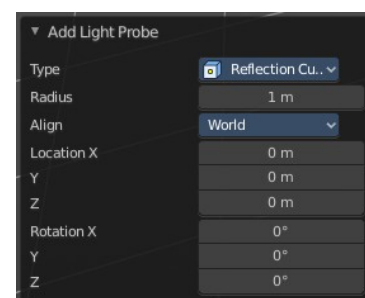 Add Light Probe
Type Reflection Cu..
Radius 1 m
Align World
Location X 0 m
Y 0 m
Z 0 m
Rotation X 0°
Y 0°
Z 0°